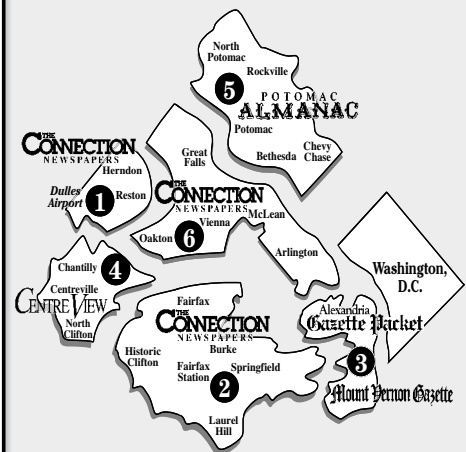 North
Potomac
Rockville
5
POTOMAC
ALMANAC
Potomac
Bethesda
Chevy
Chase
THE
CONNECTION
NEWSPAPERS
Herndon
Dulles
Airport
1
Reston
Great
Falls
THE
CONNECTION
NEWSPAPERS
Vienna
McLean
Oakton
6
Arlington
Chantilly
4
Centreville
CENTRE VIEW
North
Clifton
Washington,
D.C.
Fairfax
THE
CONNECTION
NEWSPAPERS
Burke
Historic
Clifton
Fairfax
Station
2
Springfield
Laurel
Hill
Alexandria
Gazette Packet
3
Mount Vernon Gazette